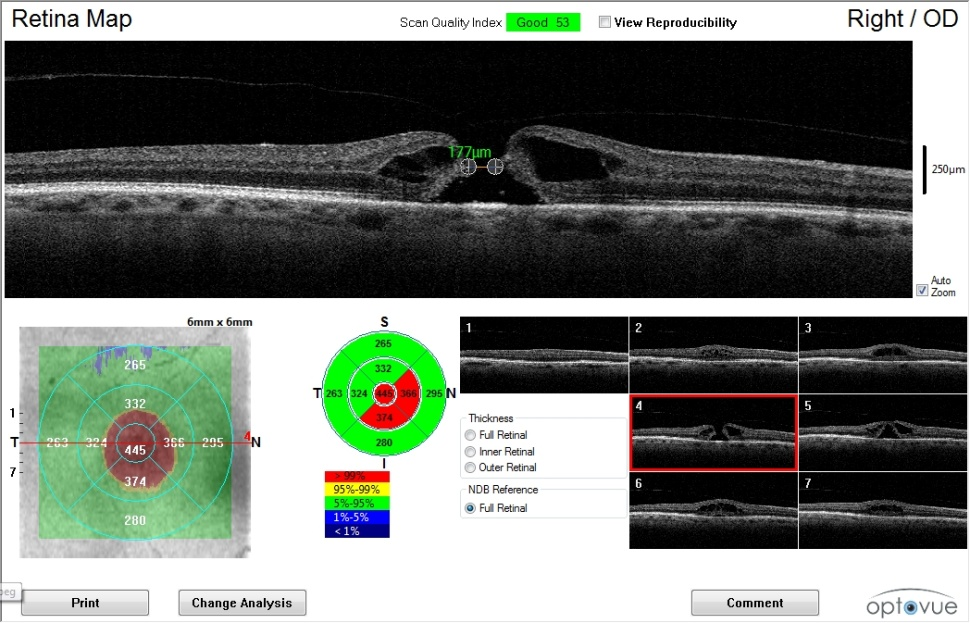 Retina Map
Scan Quality Index Good 53 View Reproducibility
Right / OD
177µm
250µm
Auto
Zoom
6mm x 6mm
265
332
263 324 366 295
445
374
280
1
T 4 N
7
S
265
332
T 263 324 445 366 295 N
374
280
I
> 99%
95%-99%
5%-95%
1%-5%
< 1%
Thickness
Full Retinal
Inner Retinal
Outer Retinal
NDB Reference
Full Retinal
1 2 3
4 5
6 7
Print Change Analysis Comment
optovue